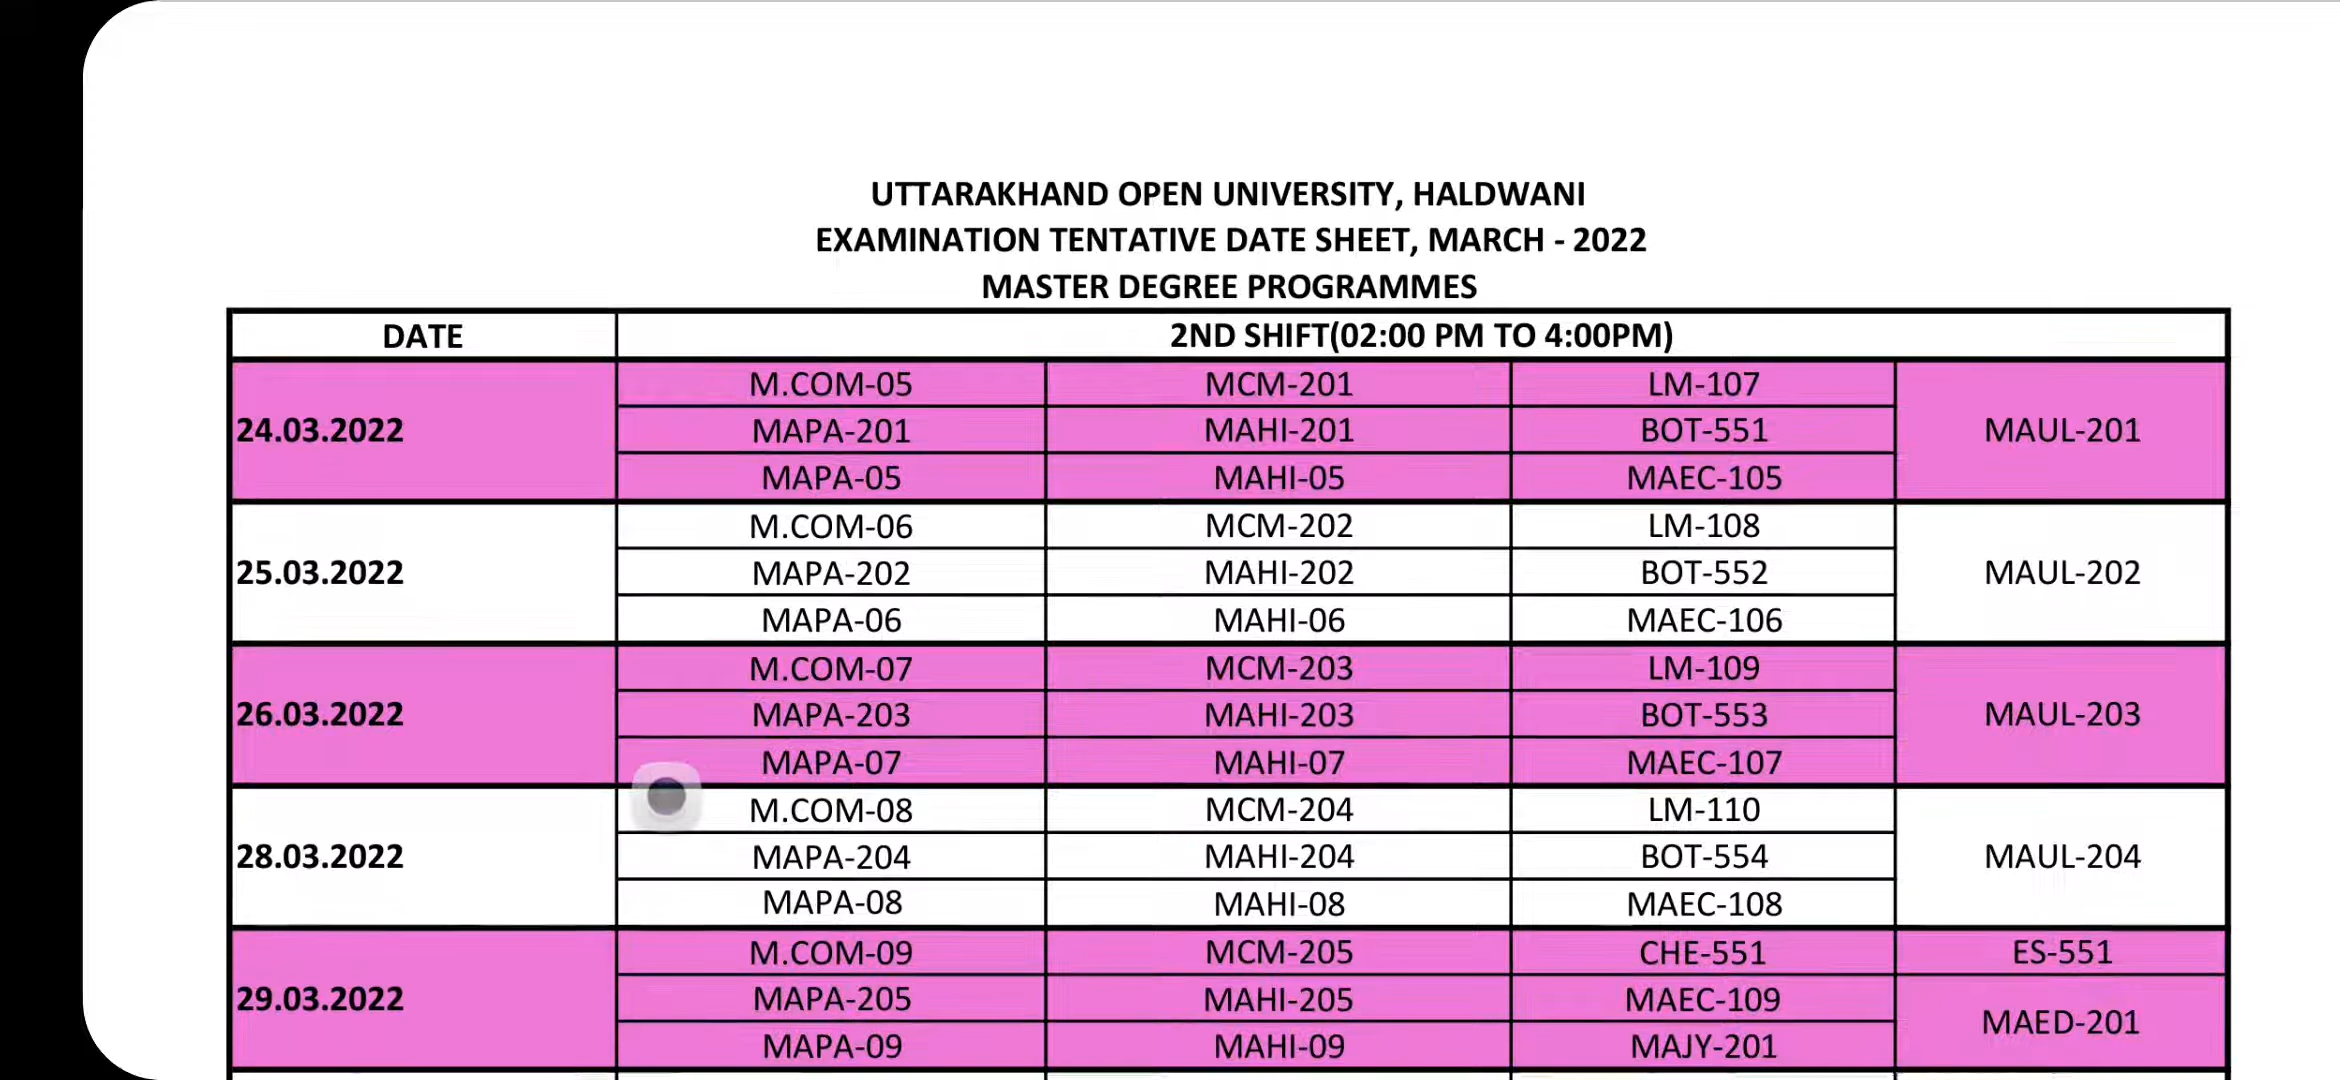 UTTARAKHAND OPEN UNIVERSITY, HALDWANI
EXAMINATION TENTATIVE DATE SHEET, MARCH - 2022
MASTER DEGREE PROGRAMMES
DATE 2ND SHIFT(02:00 PM TO 4:00PM)
M.COM-05 MCM-201 LM-107
24.03.2022 MAPA-201 MAHI-201 BOT-551 MAUL-201
MAPA-05 MAHI-05 MAEC-105
M.COM-06 MCM-202 LM-108
25.03.2022 MAPA-202 MAHI-202 BOT-552 MAUL-202
MAPA-06 MAHI-06 MAEC-106
M.COM-07 MCM-203 LM-109
26.03.2022 MAPA-203 MAHI-203 BOT-553 MAUL-203
MAPA-07 MAHI-07 MAEC-107
M.COM-08 MCM-204 LM-110
28.03.2022 MAPA-204 MAHI-204 BOT-554 MAUL-204
MAPA-08 MAHI-08 MAEC-108
M.COM-09 MCM-205 CHE-551 ES-551
29.03.2022 MAPA-205 MAHI-205 MAEC-109 MAED-201
MAPA-09 MAHI-09 MAJY-201